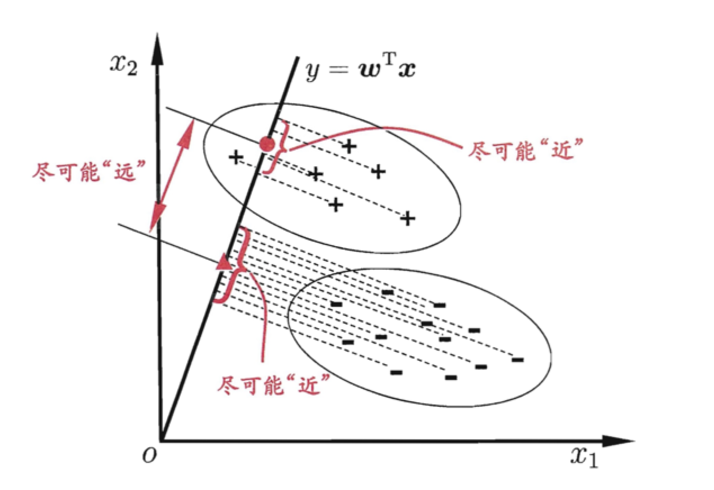 x₂
y = wᵀx
尽可能“近”
尽可能“远”
尽可能“近”
O
x₁